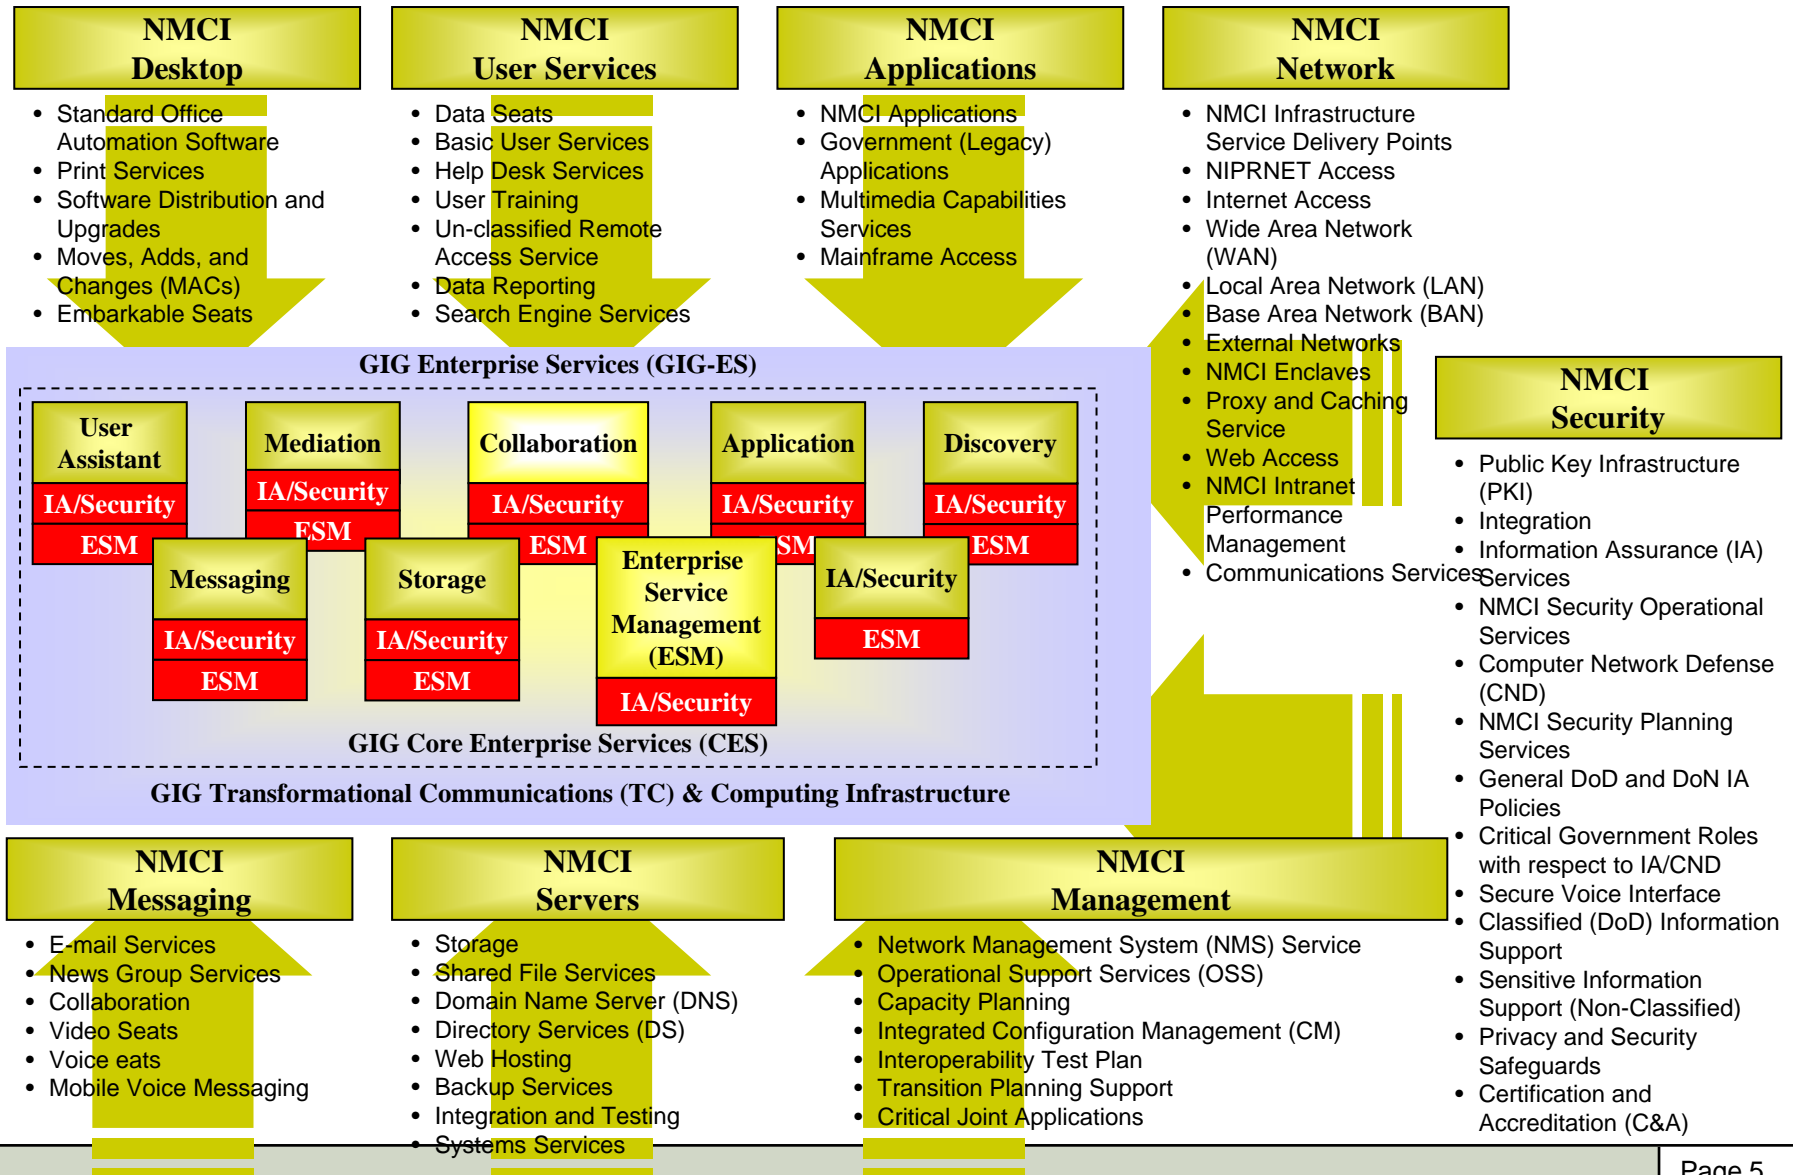 NMCI
Desktop
• Standard Office
Automation Software
• Print Services
• Software Distribution and
Upgrades
• Moves, Adds, and
Changes (MACs)
• Embarkable Seats
NMCI
User Services
• Data Seats
• Basic User Services
• Help Desk Services
• User Training
• Un-classified Remote
Access Service
• Data Reporting
• Search Engine Services
NMCI
Applications
• NMCI Applications
• Government (Legacy)
Applications
• Multimedia Capabilities
Services
• Mainframe Access
NMCI
Network
• NMCI Infrastructure
Service Delivery Points
• NIPRNET Access
• Internet Access
• Wide Area Network
(WAN)
• Local Area Network (LAN)
• Base Area Network (BAN)
• External Networks
• NMCI Enclaves
• Proxy and Caching
Service
• Web Access
• NMCI Intranet
Performance
Management
• Communications Services
NMCI
Security
• Public Key Infrastructure
(PKI)
• Integration
• Information Assurance (IA)
Services
• NMCI Security Operational
Services
• Computer Network Defense
(CND)
• NMCI Security Planning
Services
• General DoD and DoN IA
Policies
• Critical Government Roles
with respect to IA/CND
• Secure Voice Interface
• Classified (DoD) Information
Support
• Sensitive Information
Support (Non-Classified)
• Privacy and Security
Safeguards
• Certification and
Accreditation (C&A)
GIG Enterprise Services (GIG-ES)
User
Assistant
IA/Security
ESM
Mediation
IA/Security
ESM
Collaboration
IA/Security
ESM
Application
IA/Security
SM
Discovery
IA/Security
ESM
Messaging
IA/Security
ESM
Storage
IA/Security
ESM
Enterprise
Service
Management
(ESM)
IA/Security
IA/Security
ESM
GIG Core Enterprise Services (CES)
GIG Transformational Communications (TC) & Computing Infrastructure
NMCI
Messaging
• E-mail Services
• News Group Services
• Collaboration
• Video Seats
• Voice eats
• Mobile Voice Messaging
NMCI
Servers
• Storage
• Shared File Services
• Domain Name Server (DNS)
• Directory Services (DS)
• Web Hosting
• Backup Services
• Integration and Testing
• Systems Services
NMCI
Management
• Network Management System (NMS) Service
• Operational Support Services (OSS)
• Capacity Planning
• Integrated Configuration Management (CM)
• Interoperability Test Plan
• Transition Planning Support
• Critical Joint Applications
Page 5